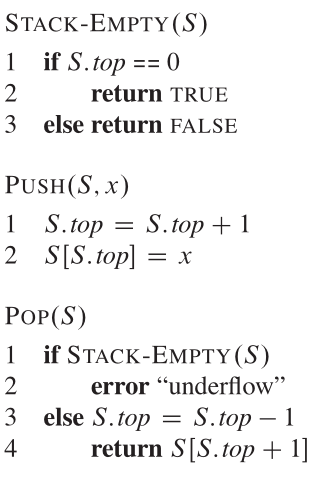 STACK-EMPTY(S)
1 if S.top == 0
2 return TRUE
3 else return FALSE
PUSH(S, x)
1 S.top = S.top + 1
2 S[S.top] = x
POP(S)
1 if STACK-EMPTY(S)
2 error “underflow”
3 else S.top = S.top − 1
4 return S[S.top + 1]